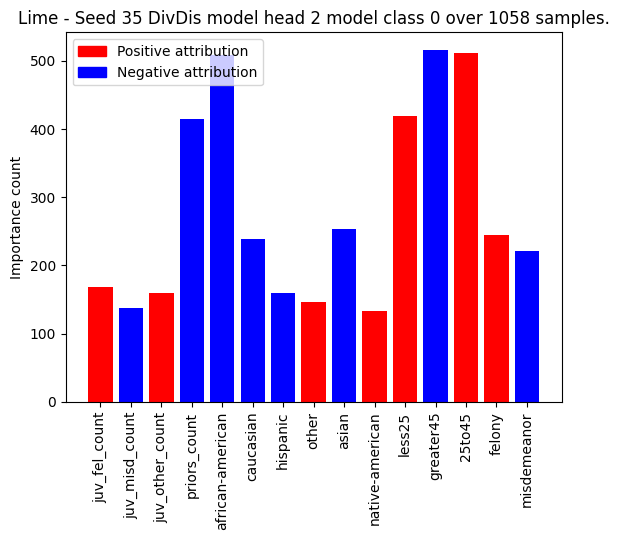 Lime - Seed 35 DivDis model head 2 model class 0 over 1058 samples.
Positive attribution
Negative attribution
Importance count
500
400
300
200
100
0
juv_fel_count
juv_misd_count
juv_other_count
priors_count
african-american
caucasian
hispanic
other
asian
native-american
less25
greater45
25to45
felony
misdemeanor